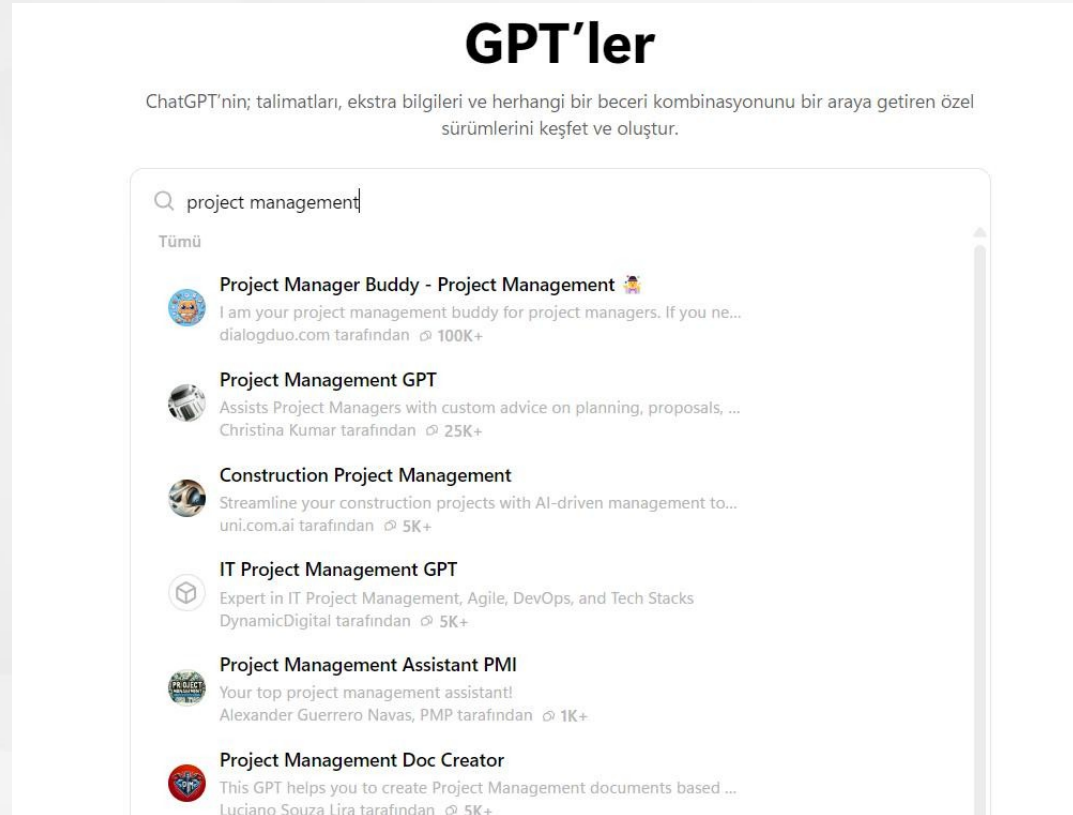 GPT’ler
ChatGPT’nin; talimatları, ekstra bilgileri ve herhangi bir beceri kombinasyonunu bir araya getiren özel
sürümlerini keşfet ve oluştur.
project management
Tümü
Project Manager Buddy - Project Management
I am your project management buddy for project managers. If you ne...
dialogduo.com tarafından 100K+
Project Management GPT
Assists Project Managers with custom advice on planning, proposals, ...
Christina Kumar tarafından 25K+
Construction Project Management
Streamline your construction projects with AI-driven management to...
uni.com.ai tarafından 5K+
IT Project Management GPT
Expert in IT Project Management, Agile, DevOps, and Tech Stacks
DynamicDigital tarafından 5K+
Project Management Assistant PMI
Your top project management assistant!
Alexander Guerrero Navas, PMP tarafından 1K+
Project Management Doc Creator
This GPT helps you to create Project Management documents based ...
Luciano Souza Lira tarafından 5K+